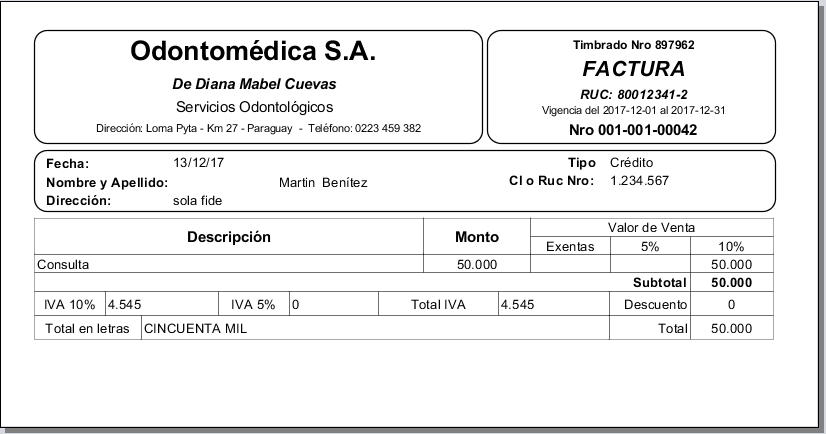 Odontomédica S.A.
De Diana Mabel Cuevas
Servicios Odontológicos
Dirección: Loma Pyta - Km 27 - Paraguay - Teléfono: 0223 459 382
Timbrado Nro 897962
FACTURA
RUC: 80012341-2
Vigencia del 2017-12-01 al 2017-12-31
Nro 001-001-00042
Fecha: 13/12/17 Tipo Crédito
Nombre y Apellido: Martin Benítez CI o Ruc Nro: 1.234.567
Dirección: sola fide
Descripción Monto Valor de Venta
Exentas 5% 10%
Consulta 50.000 50.000
Subtotal 50.000
IVA 10% 4.545 IVA 5% 0 Total IVA 4.545 Descuento 0
Total en letras CINCUENTA MIL Total 50.000